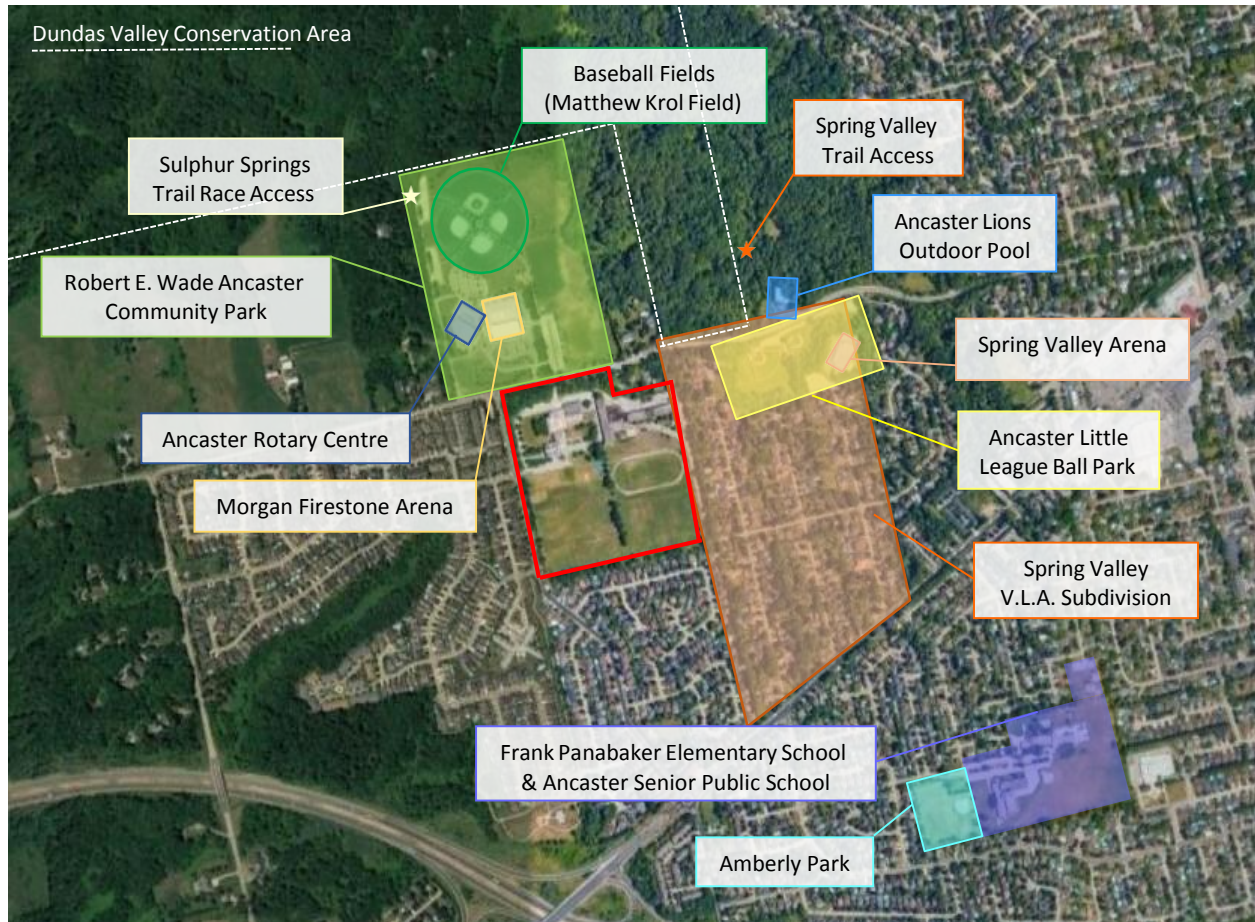 Dundas Valley Conservation Area
Baseball Fields
(Matthew Krol Field)
Spring Valley
Trail Access
Sulphur Springs
Trail Race Access
Ancaster Lions
Outdoor Pool
Robert E. Wade Ancaster
Community Park
Spring Valley Arena
Ancaster Rotary Centre
Ancaster Little
League Ball Park
Morgan Firestone Arena
Spring Valley
V.L.A. Subdivision
Frank Panabaker Elementary School
& Ancaster Senior Public School
Amberly Park